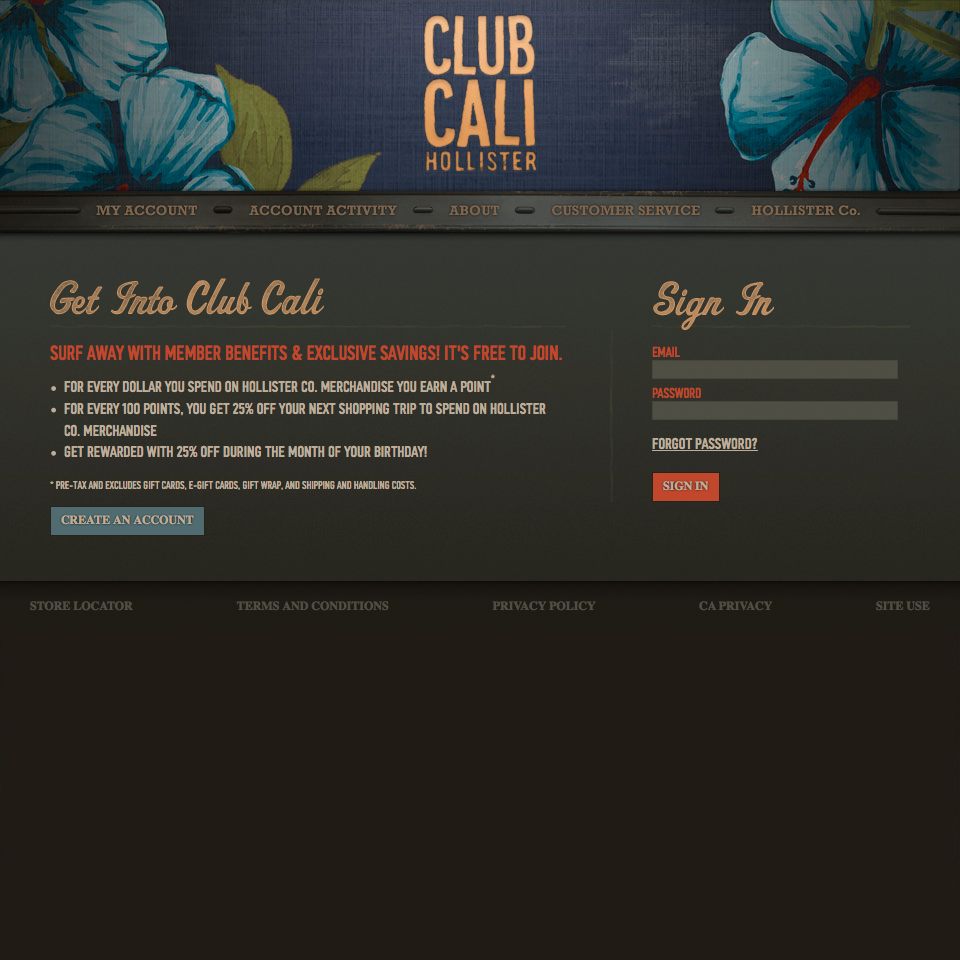 CLUB
CALI
HOLLISTER
MY ACCOUNT ACCOUNT ACTIVITY ABOUT CUSTOMER SERVICE HOLLISTER Co.
Get Into Club Cali
SURF AWAY WITH MEMBER BENEFITS & EXCLUSIVE SAVINGS! IT'S FREE TO JOIN.
• FOR EVERY DOLLAR YOU SPEND ON HOLLISTER CO. MERCHANDISE YOU EARN A POINT*
• FOR EVERY 100 POINTS, YOU GET 25% OFF YOUR NEXT SHOPPING TRIP TO SPEND ON HOLLISTER
CO. MERCHANDISE
• GET REWARDED WITH 25% OFF DURING THE MONTH OF YOUR BIRTHDAY!
* PRE-TAX AND EXCLUDES GIFT CARDS, E-GIFT CARDS, GIFT WRAP, AND SHIPPING AND HANDLING COSTS.
CREATE AN ACCOUNT
Sign In
EMAIL
PASSWORD
FORGOT PASSWORD?
SIGN IN
STORE LOCATOR TERMS AND CONDITIONS PRIVACY POLICY CA PRIVACY SITE USE